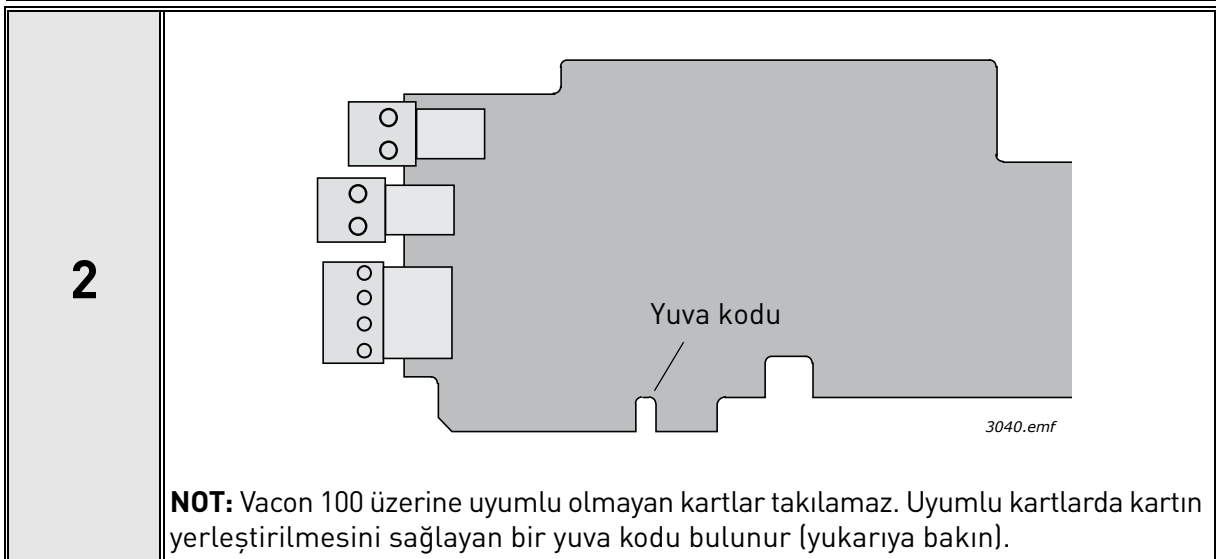 2
Yuva kodu
3040.emf
NOT: Vacon 100 üzerine uyumlu olmayan kartlar takılamaz. Uyumlu kartlarda kartın
yerleştirilmesini sağlayan bir yuva kodu bulunur (yukarıya bakın).